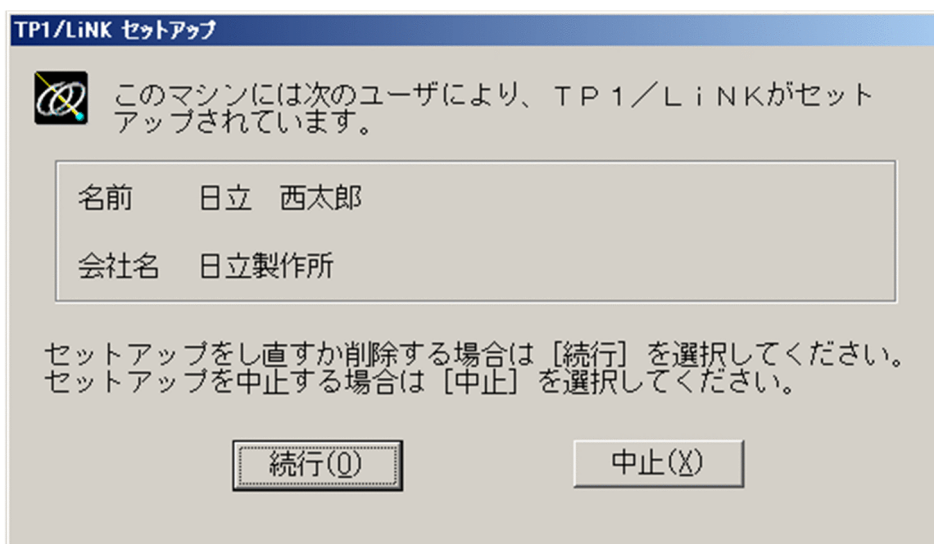 TP1/LiNK セットアップ
このマシンには次のユーザにより、TP1/LiNKがセット
アップされています。
名前 日立 西太郎
会社名 日立製作所
セットアップをし直すか削除する場合は[続行]を選択してください。
セットアップを中止する場合は[中止]を選択してください。
続行(O) 中止(X)